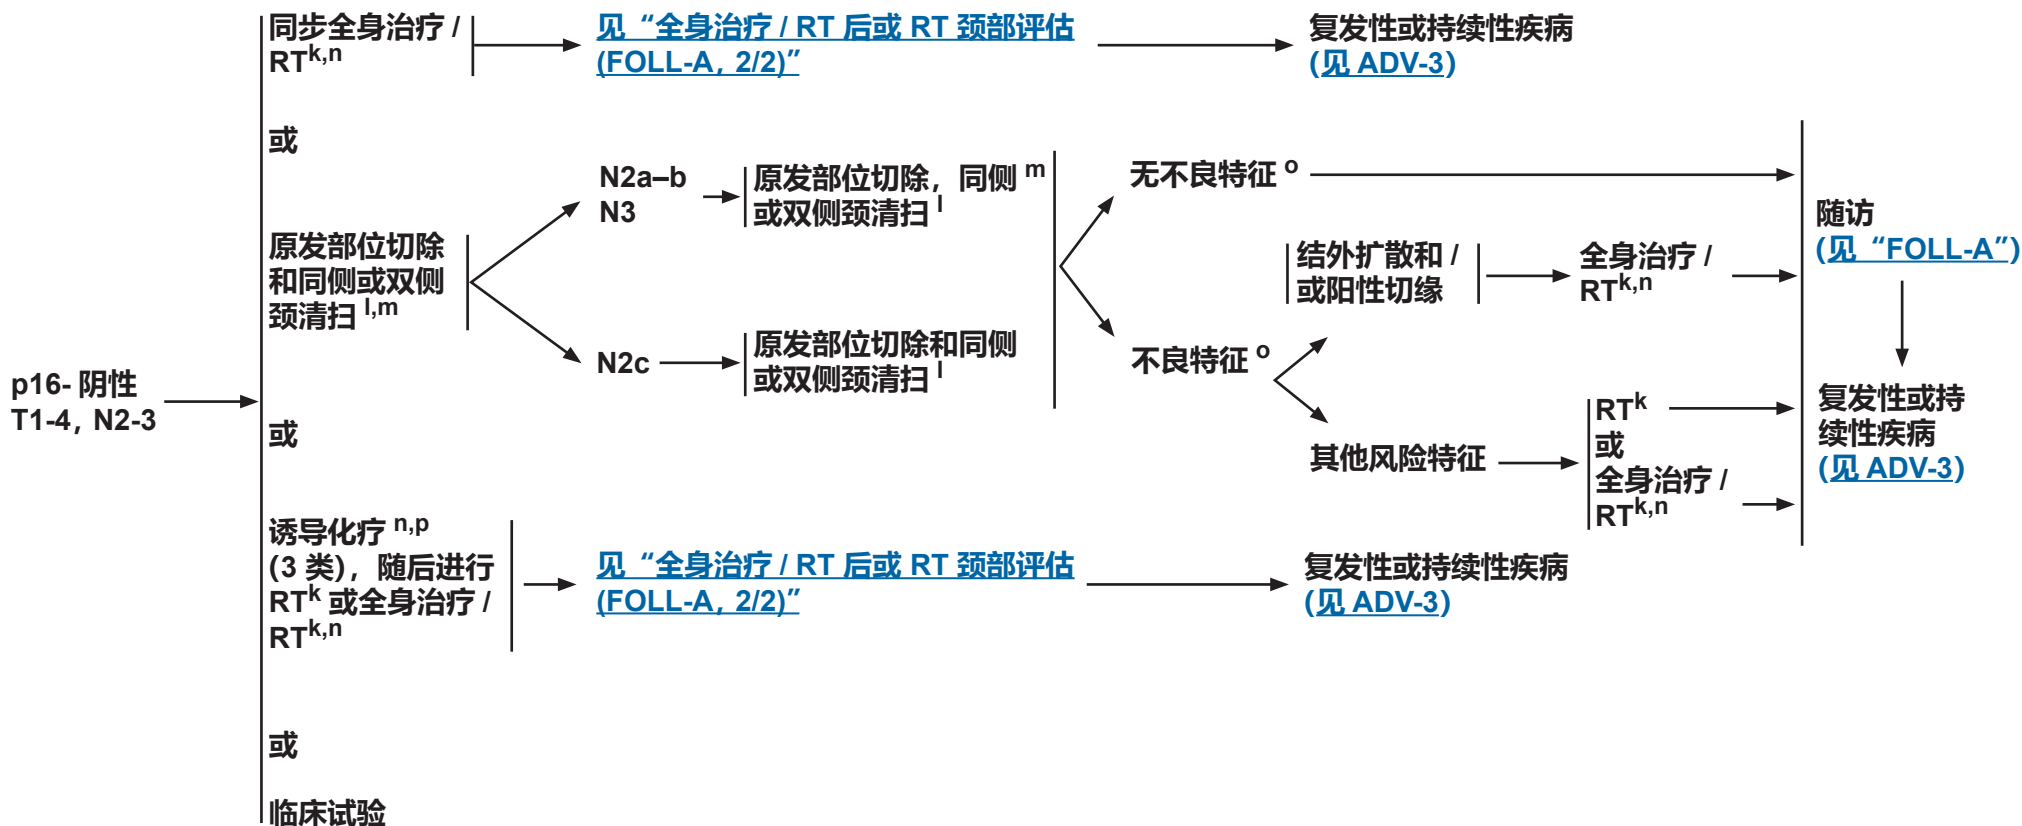 p16- 阴性
T1-4，N2-3
同步全身治疗 /
RTk,n
见“全身治疗 / RT 后或 RT 颈部评估
(FOLL-A，2/2)”
复发性或持续性疾病
(见 ADV-3)
或
原发部位切除
和同侧或双侧
颈清扫 l,m
N2a–b
N3
原发部位切除，同侧 m
或双侧颈清扫 l
N2c
原发部位切除和同侧
或双侧颈清扫 l
无不良特征 o
不良特征 o
结外扩散和 /
或阳性切缘
全身治疗 /
RTk,n
其他风险特征
RTk
或
全身治疗 /
RTk,n
随访
(见 “FOLL-A”)
复发性或持
续性疾病
(见 ADV-3)
或
诱导化疗 n,p
(3 类)，随后进行
RTk 或全身治疗 /
RTk,n
见“全身治疗 / RT 后或 RT 颈部评估
(FOLL-A，2/2)”
复发性或持续性疾病
(见 ADV-3)
或
临床试验